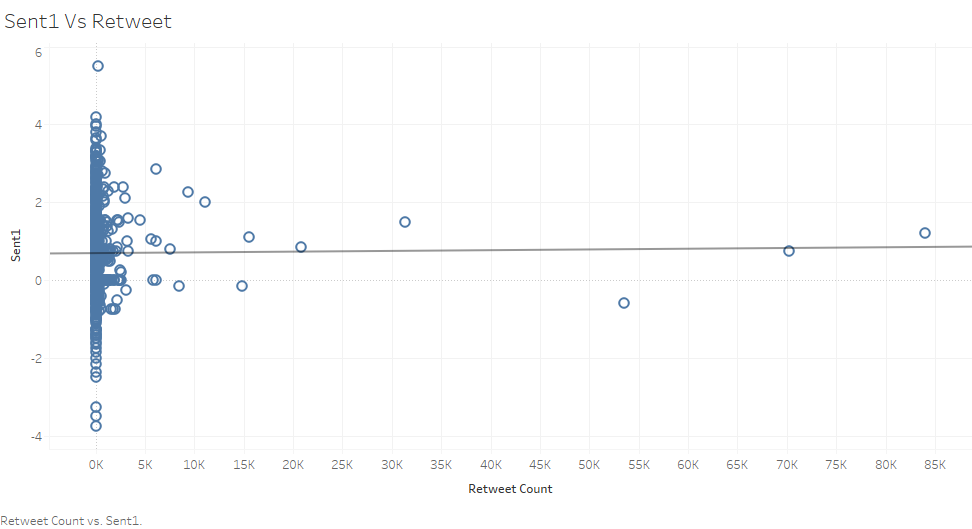 Sent1 Vs Retweet
6
4
2
0
-2
-4
Sent1
0K 5K 10K 15K 20K 25K 30K 35K 40K 45K 50K 55K 60K 65K 70K 75K 80K 85K
Retweet Count
Retweet Count vs. Sent1.